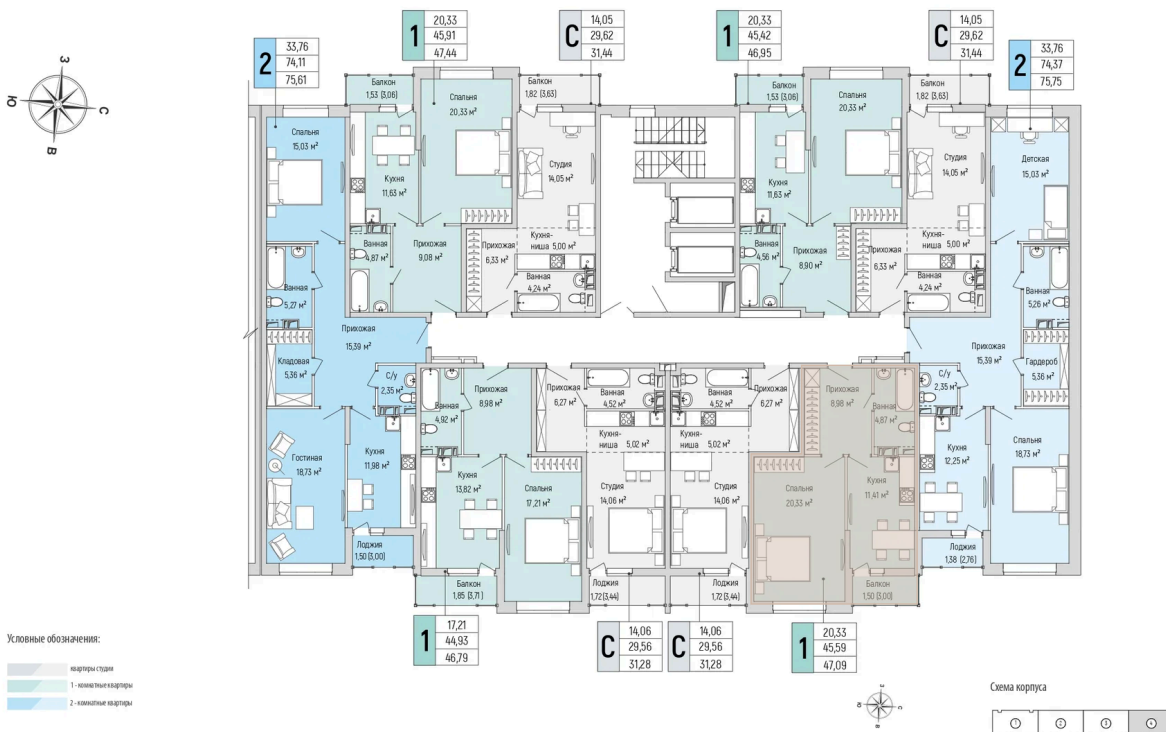 З
С
В
Ю
2
33,76
74,11
75,61
1
20,33
45,91
47,44
С
14,05
29,62
31,44
1
20,33
45,42
46,95
С
14,05
29,62
31,44
2
33,76
74,37
75,75
Балкон
1,53 (3,06)
Спальня
20,33 м²
Балкон
1,82 (3,63)
Балкон
1,53 (3,06)
Спальня
20,33 м²
Балкон
1,82 (3,63)
Спальня
15,03 м²
Кухня
11,63 м²
Студия
14,05 м²
Кухня
11,63 м²
Студия
14,05 м²
Детская
15,03 м²
Ванная
4,87 м²
Прихожая
9,08 м²
Прихожая
6,33 м²
Кухня-
ниша 5,00 м²
Ванная
4,24 м²
Ванная
4,56 м²
Прихожая
8,90 м²
Прихожая
6,33 м²
Кухня-
ниша 5,00 м²
Ванная
4,24 м²
Ванная
5,27 м²
Ванная
5,26 м²
Прихожая
15,39 м²
Прихожая
15,39 м²
Кладовая
5,36 м²
С/у
2,35 м²
Гардероб
5,36 м²
С/у
2,35 м²
Ванная
4,92 м²
Прихожая
8,98 м²
Прихожая
6,27 м²
Ванная
4,52 м²
Ванная
4,52 м²
Прихожая
6,27 м²
Прихожая
8,98 м²
Ванная
4,87 м²
Кухня-
ниша 5,02 м²
Кухня-
ниша 5,02 м²
Гостиная
18,73 м²
Кухня
11,98 м²
Кухня
13,82 м²
Спальня
17,21 м²
Студия
14,06 м²
Студия
14,06 м²
Спальня
20,33 м²
Кухня
11,41 м²
Кухня
12,25 м²
Спальня
18,73 м²
Лоджия
1,50 (3,00)
Балкон
1,85 (3,71)
Лоджия
1,72 (3,44)
Лоджия
1,72 (3,44)
Балкон
1,50 (3,00)
Лоджия
1,38 (2,76)
1
17,21
44,93
46,79
С
14,06
29,56
31,28
С
14,06
29,56
31,28
1
20,33
45,59
47,09
Условные обозначения:
квартиры студии
1 - комнатные квартиры
2 - комнатные квартиры
З
С
В
Ю
Схема корпуса
1
2
3
4